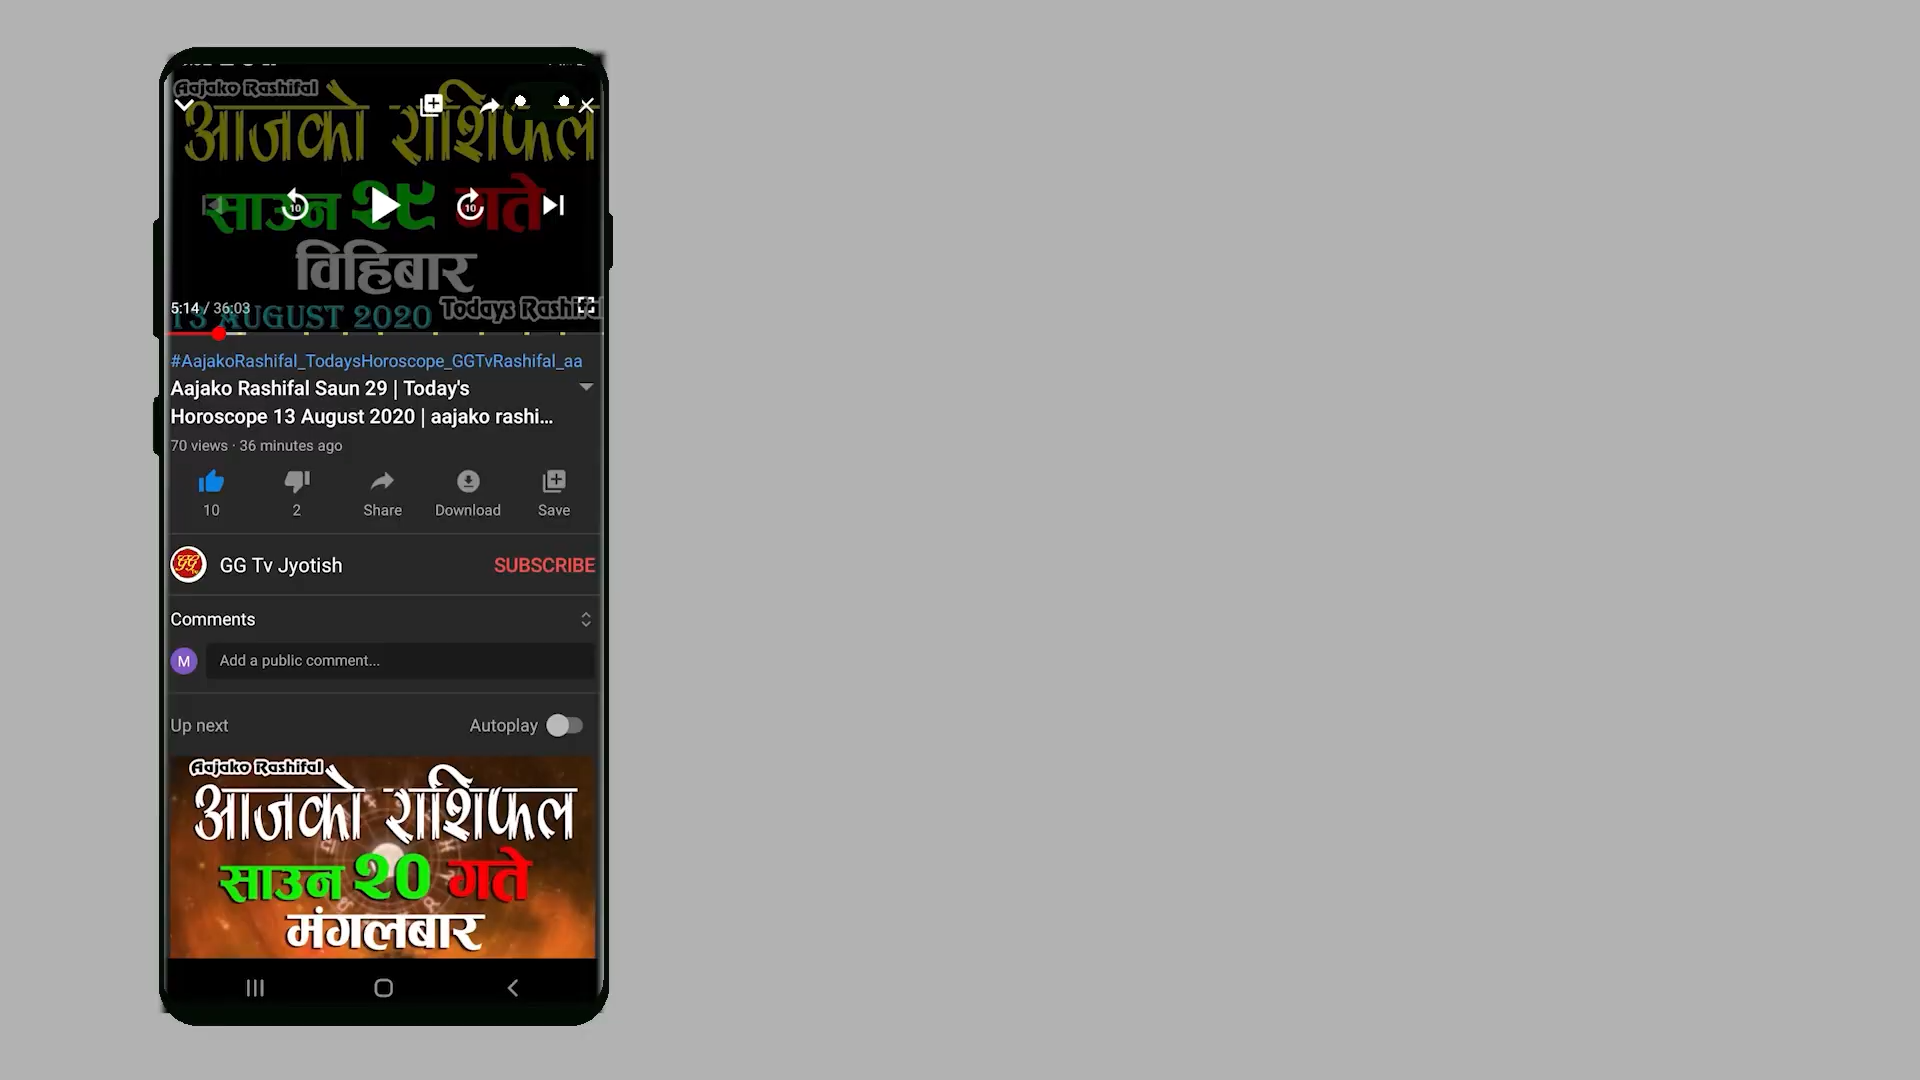 Aajako Rashifal
आजको राशिफल
साउन २९ गते
10
10
विहिबार
5:14 / 36:03
Todays Rashifal
13 AUGUST 2020
#AajakoRashifal_TodaysHoroscope_GGTvRashifal_aa
Aajako Rashifal Saun 29 | Today's
Horoscope 13 August 2020 | aajako rashi...
70 views · 36 minutes ago
10
2
Share
Download
Save
GG Tv Jyotish
SUBSCRIBE
Comments
M
Add a public comment...
Up next
Autoplay
Aajako Rashifal
आजको राशिफल
साउन २० गते
मंगलबार